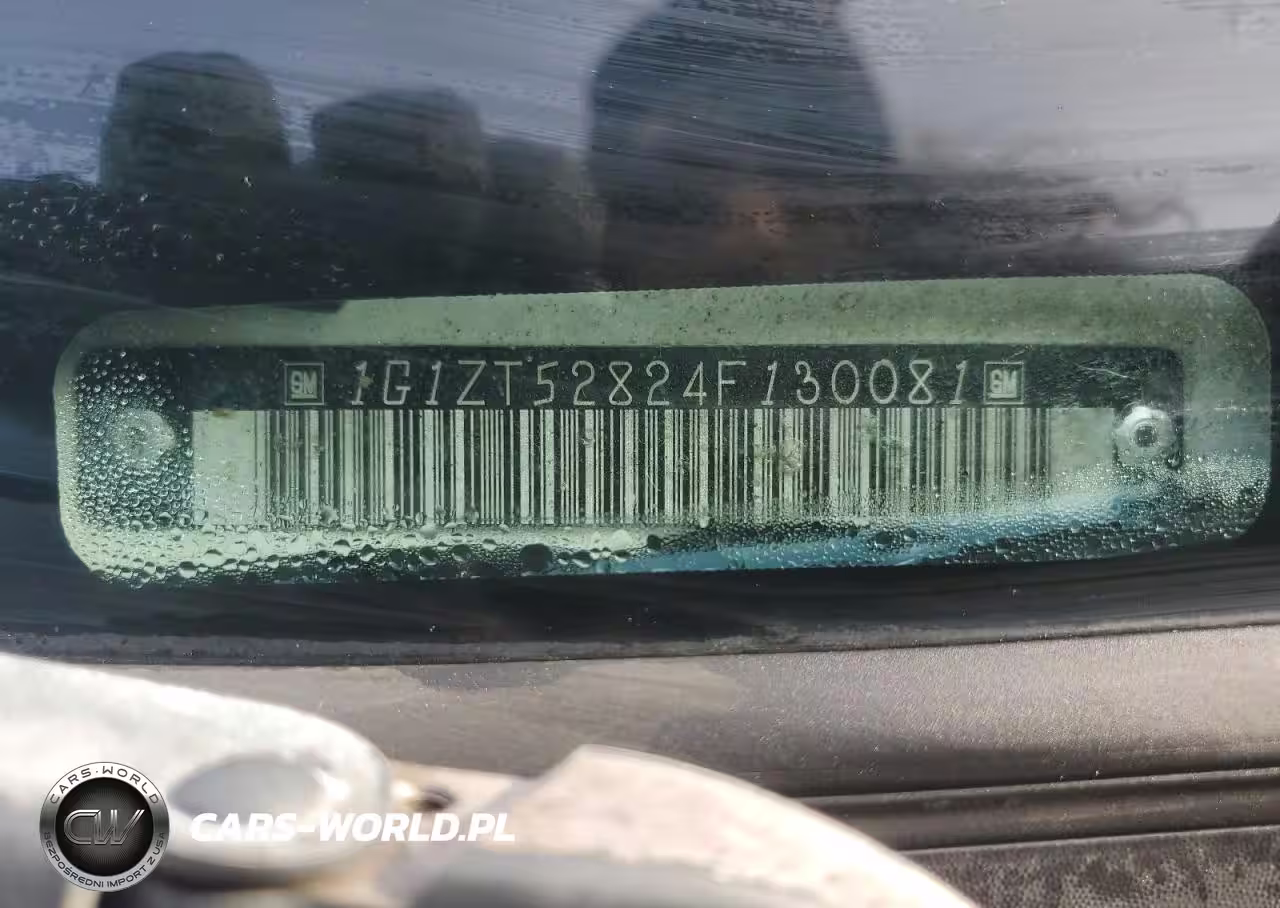 GM 1G1ZT52824F130081 GM
CARS-WORLD
CW
BEZPOŚREDNI IMPORT Z USA
CARS-WORLD.PL